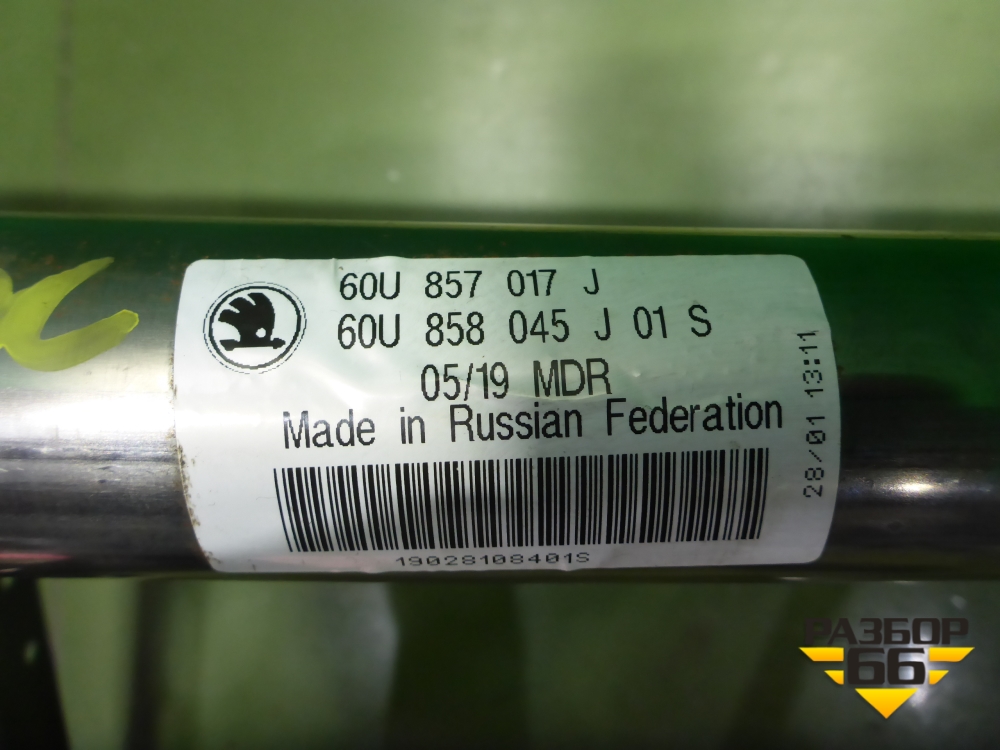 60U 857 017 J
60U 858 045 J 01 S
05/19 MDR
Made in Russian Federation
28/01 13:11
19028108401S
РАЗБОР
66